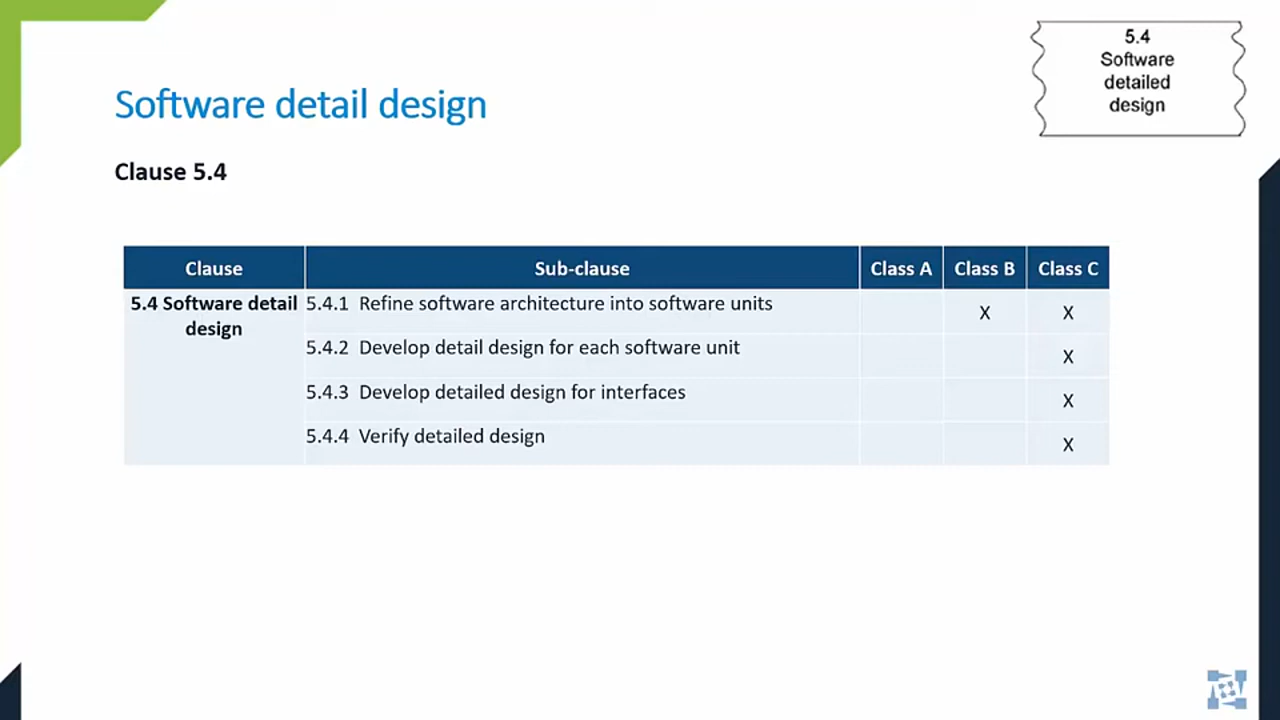 5.4
Software
detailed
design
Software detail design
Clause 5.4
Clause Sub-clause Class A Class B Class C
5.4 Software detail design
5.4.1 Refine software architecture into software units X X
5.4.2 Develop detail design for each software unit X
5.4.3 Develop detailed design for interfaces X
5.4.4 Verify detailed design X